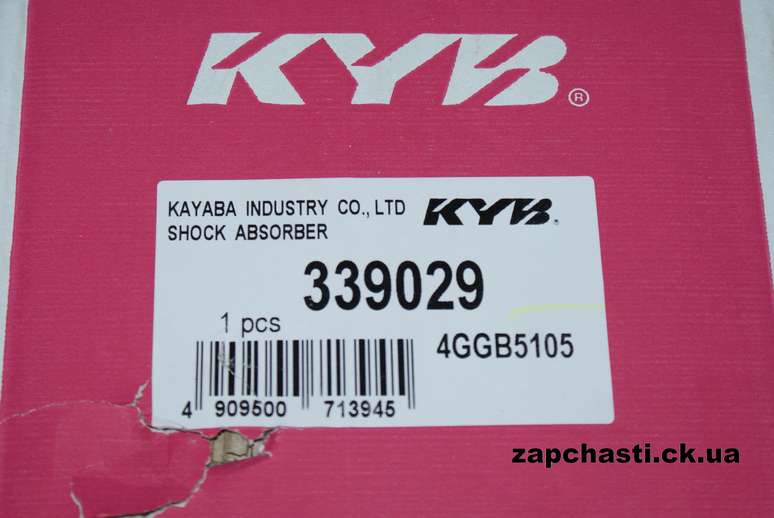 KYB ®
KAYABA INDUSTRY CO., LTD KYB.
SHOCK ABSORBER
339029
1 pcs
4GGB5105
4 909500 713945
zapchasti.ck.ua